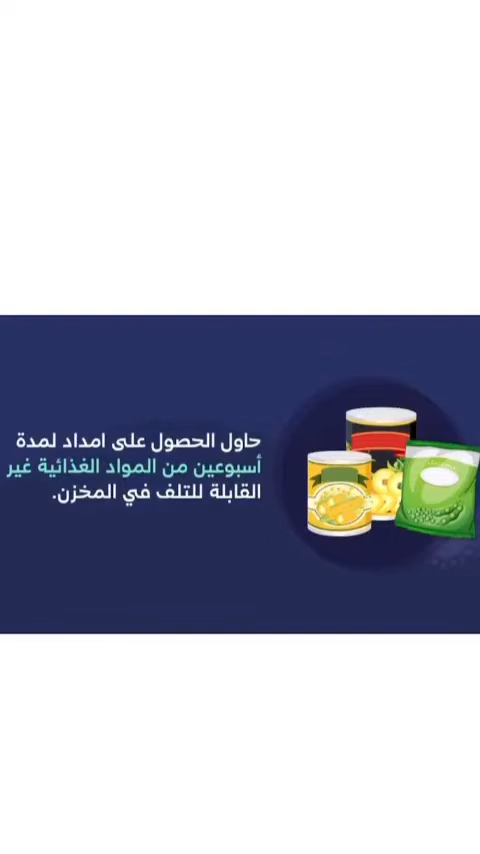 حاول الحصول على امداد لمدة
أسبوعين من المواد الغذائية غير
القابلة للتلف في المخزن.